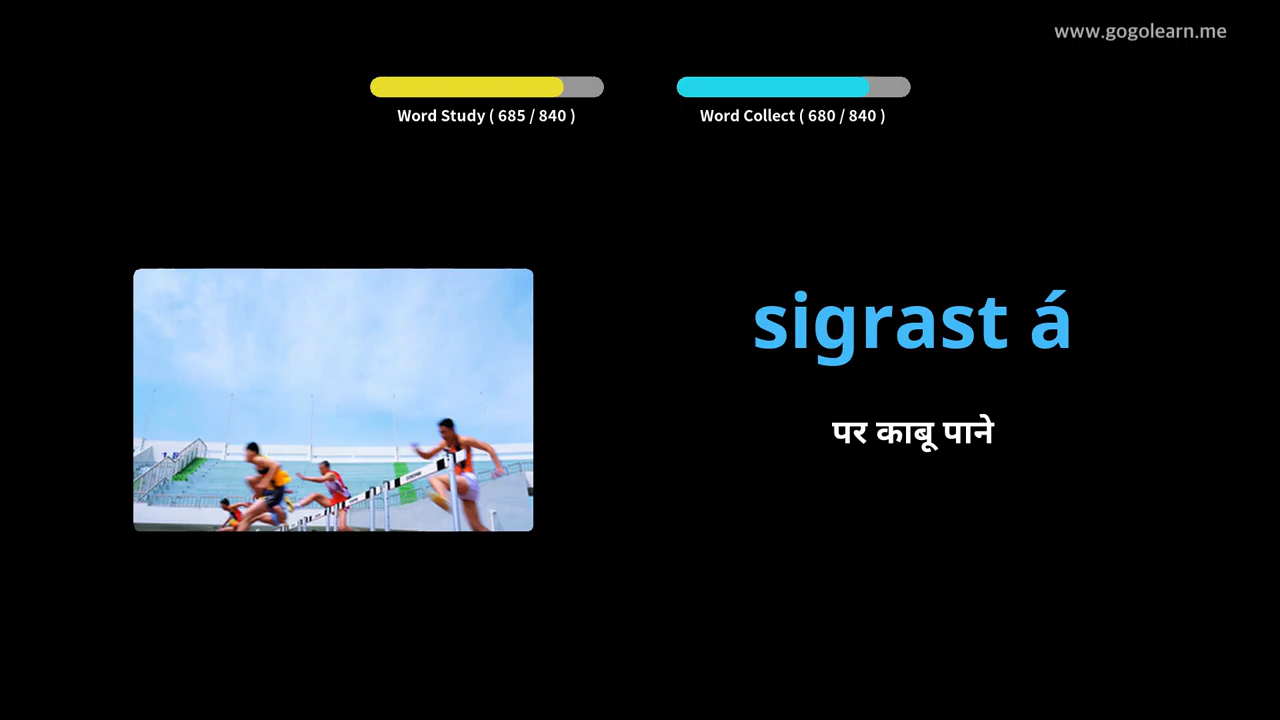 www.gogolearn.me
Word Study ( 685 / 840 )
Word Collect ( 680 / 840 )
sigrast á
पर काबू पाने